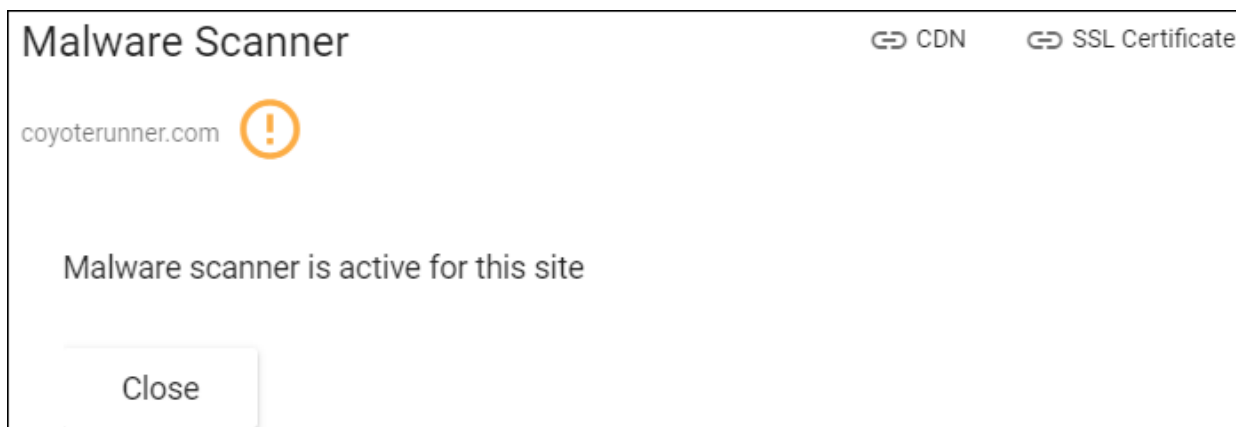 Malware Scanner
CDN
SSL Certificate
coyoterunner.com
Malware scanner is active for this site
Close